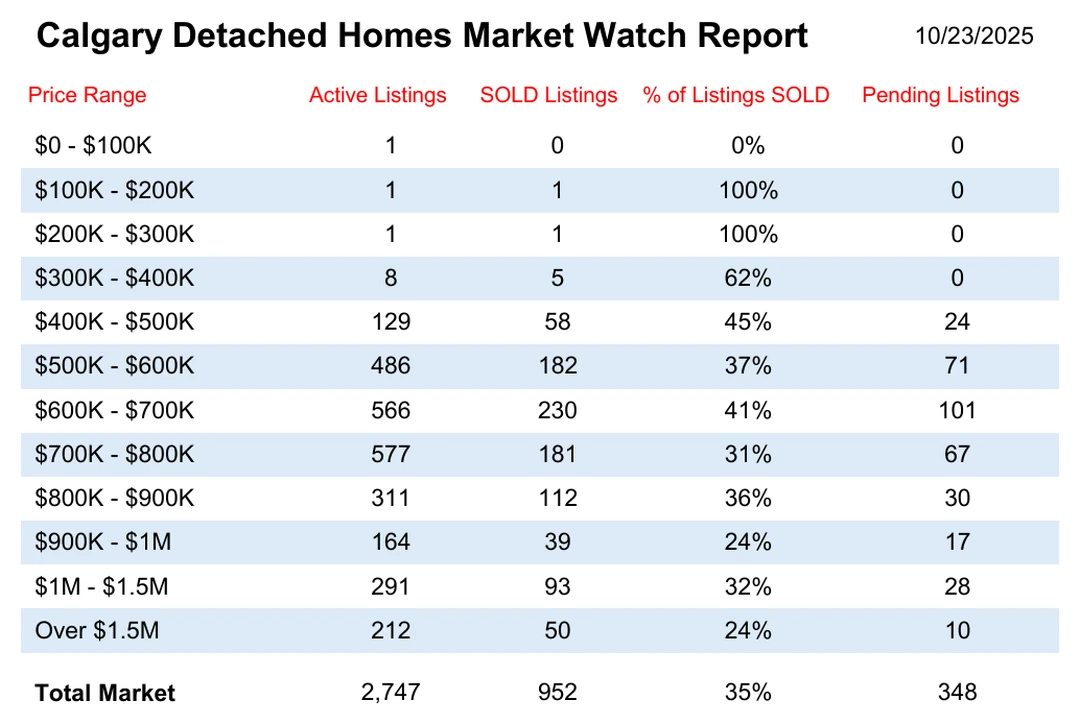 Calgary Detached Homes Market Watch Report 10/23/2025
Price Range Active Listings SOLD Listings % of Listings SOLD Pending Listings
$0 - $100K 1 0 0% 0
$100K - $200K 1 1 100% 0
$200K - $300K 1 1 100% 0
$300K - $400K 8 5 62% 0
$400K - $500K 129 58 45% 24
$500K - $600K 486 182 37% 71
$600K - $700K 566 230 41% 101
$700K - $800K 577 181 31% 67
$800K - $900K 311 112 36% 30
$900K - $1M 164 39 24% 17
$1M - $1.5M 291 93 32% 28
Over $1.5M 212 50 24% 10
Total Market 2,747 952 35% 348